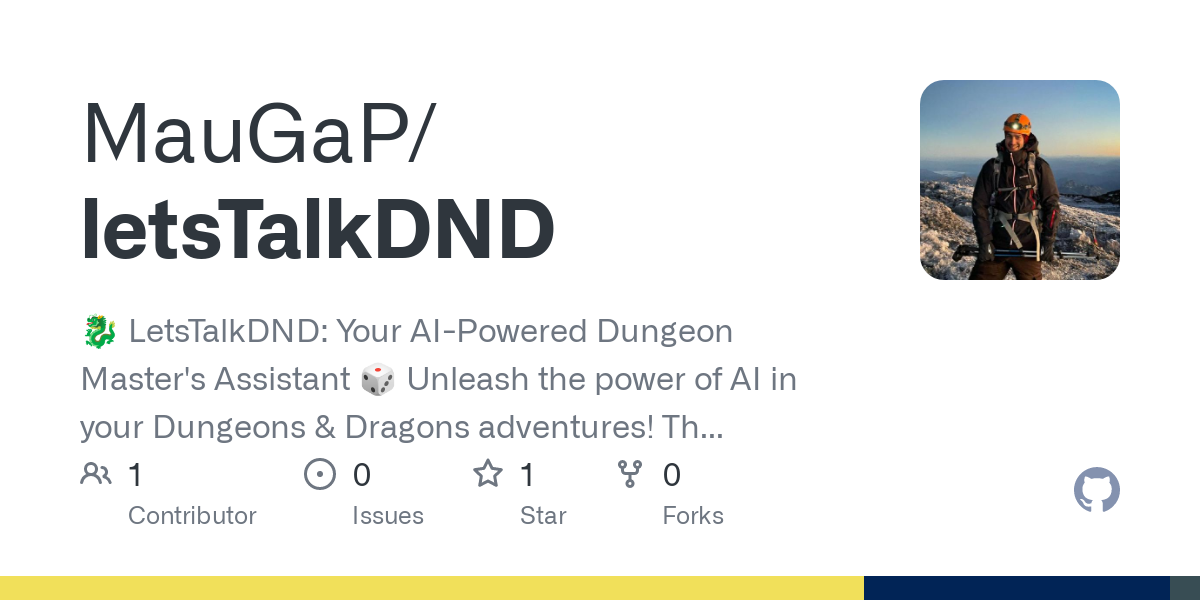 MauGaP/
letsTalkDND
🐉 LetsTalkDND: Your AI-Powered Dungeon
Master's Assistant 🎲 Unleash the power of AI in
your Dungeons & Dragons adventures! Th...
1 0 1 0
Contributor Issues Star Forks